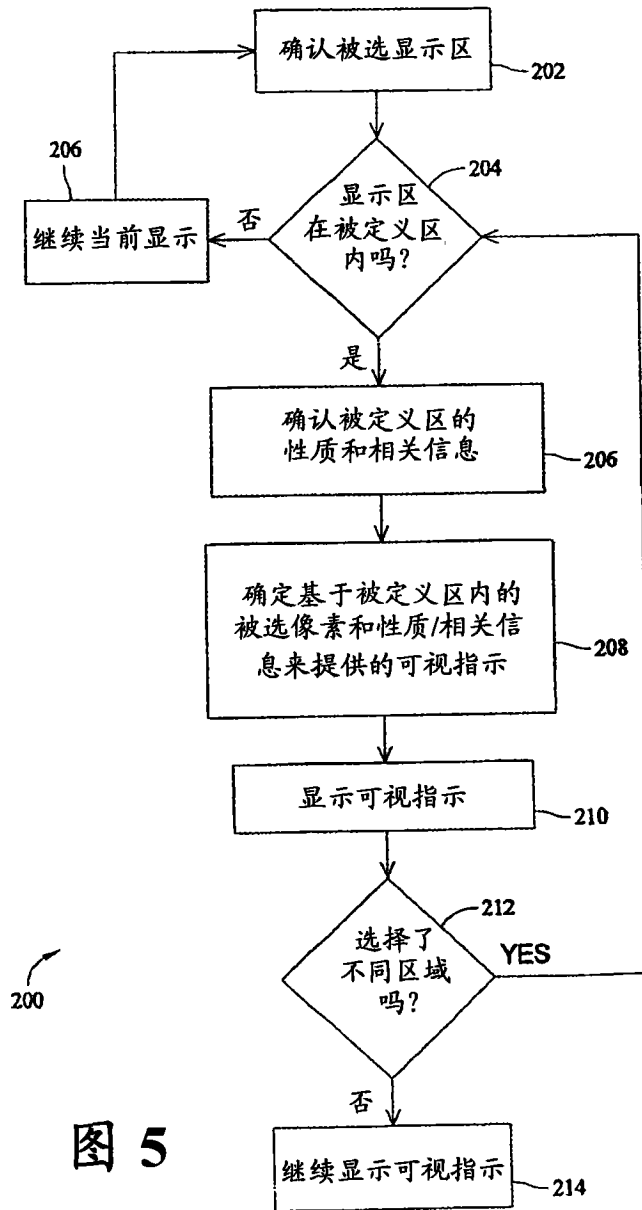 确认被选显示区
202
206
204
显示区
在被定义区
内吗?
否
继续当前显示
是
确认被定义区的
性质和相关信息
206
确定基于被定义区内的
被选像素和性质/相关信
息来提供的可视指示
208
显示可视指示
210
212
选择了
不同区域
吗?
YES
200
否
图 5
继续显示可视指示
214